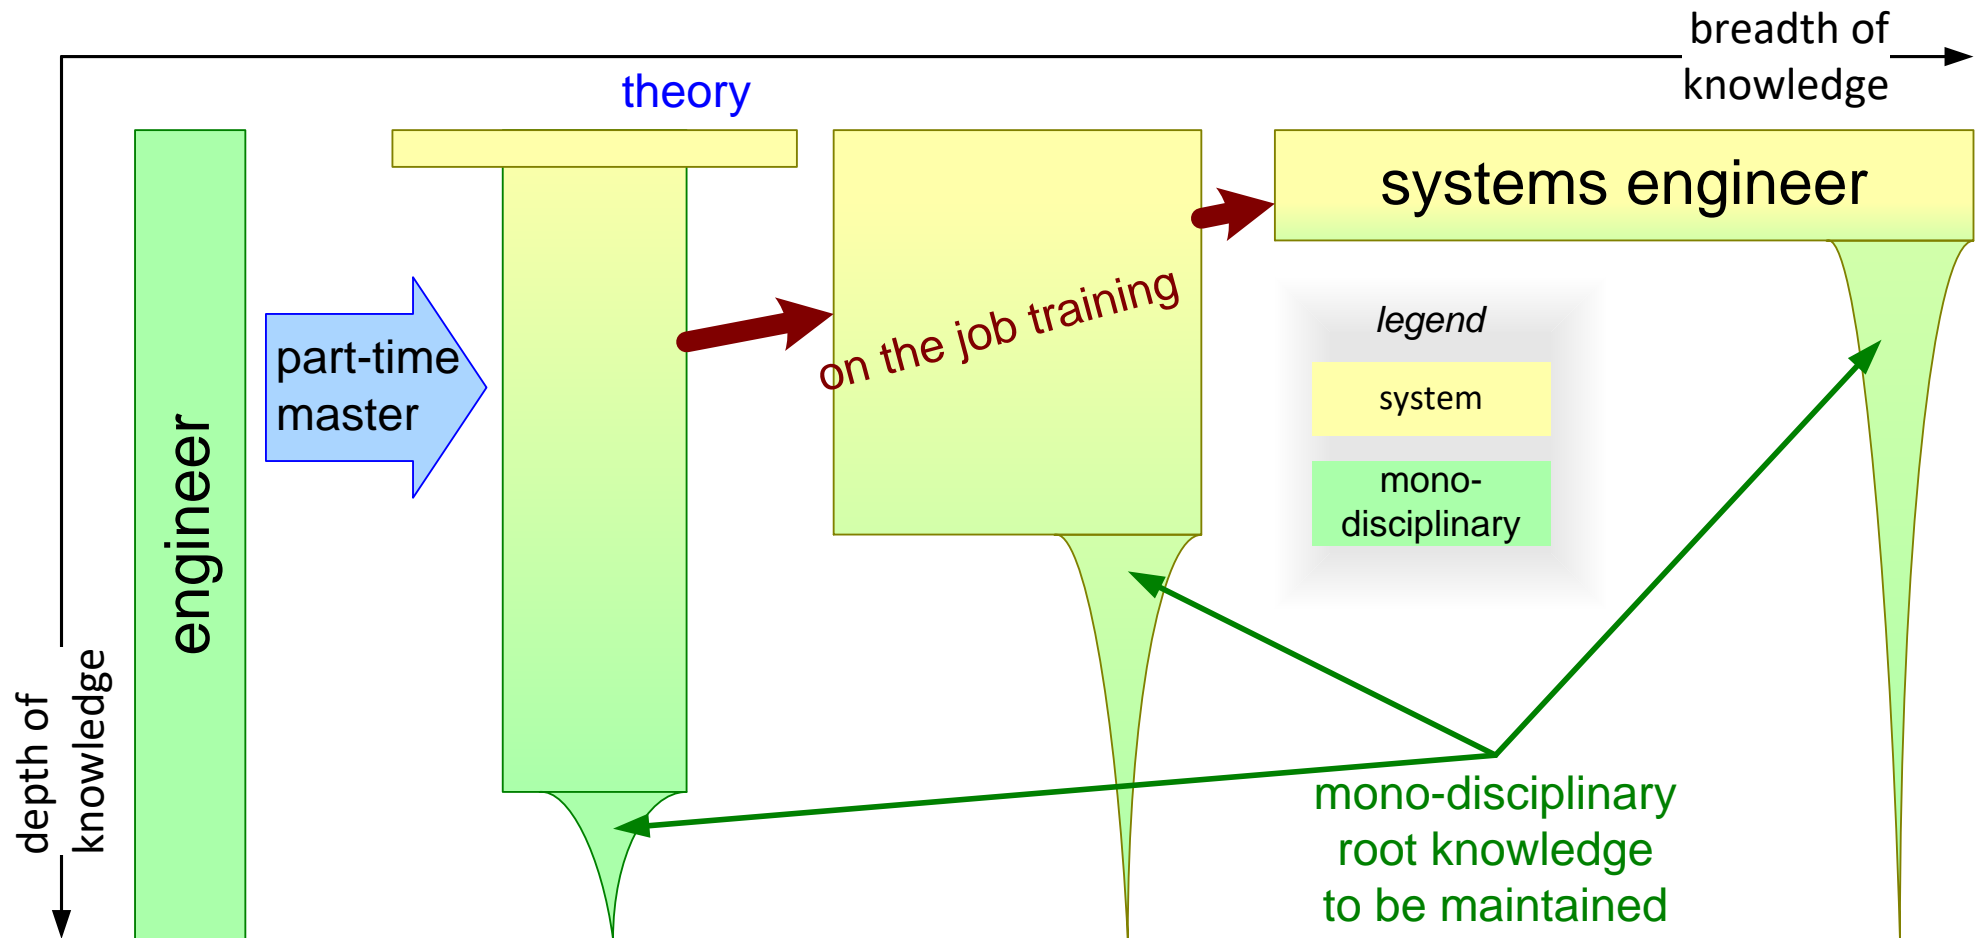 breadth of
knowledge
theory
systems engineer
part-time
master
on the job training
legend
system
mono-
disciplinary
engineer
depth of
knowledge
mono-disciplinary
root knowledge
to be maintained